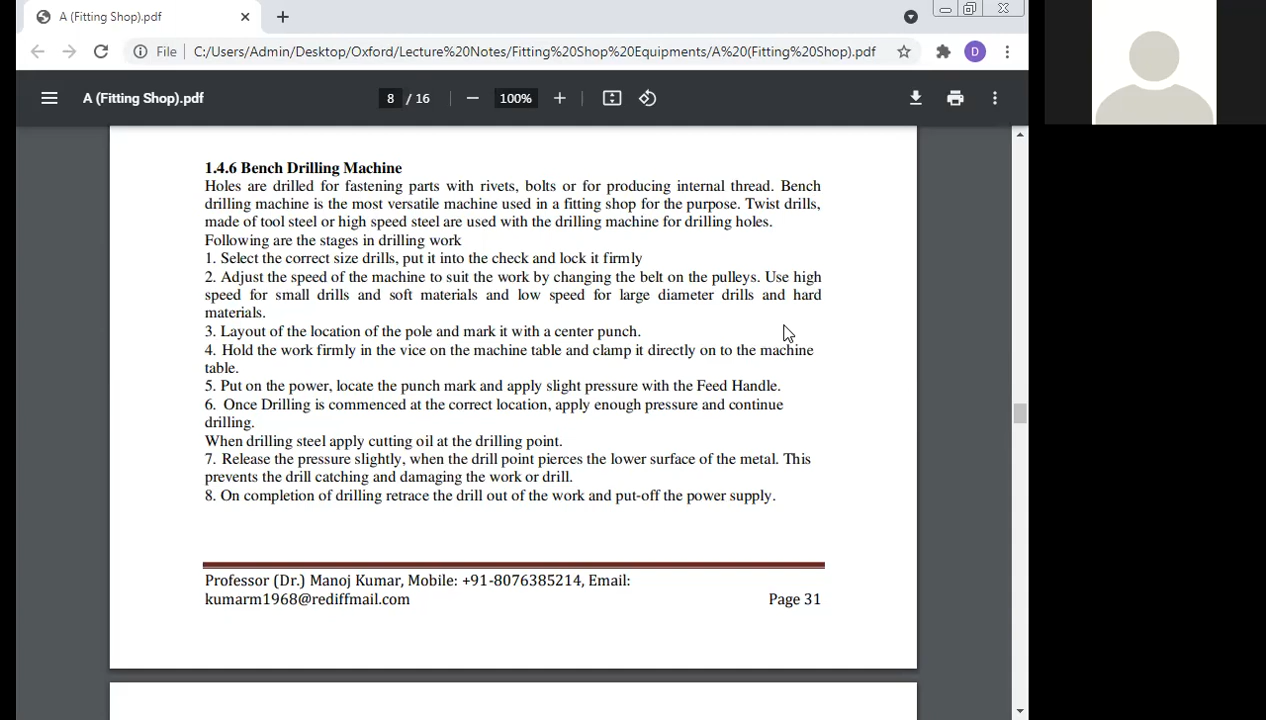 A (Fitting Shop).pdf
File
C:/Users/Admin/Desktop/Oxford/Lecture%20Notes/Fitting%20Shop%20Equipments/A%20(Fitting%20Shop).pdf
D
A (Fitting Shop).pdf
8 / 16
100%
1.4.6 Bench Drilling Machine
Holes are drilled for fastening parts with rivets, bolts or for producing internal thread. Bench
drilling machine is the most versatile machine used in a fitting shop for the purpose. Twist drills,
made of tool steel or high speed steel are used with the drilling machine for drilling holes.
Following are the stages in drilling work
1. Select the correct size drills, put it into the check and lock it firmly
2. Adjust the speed of the machine to suit the work by changing the belt on the pulleys. Use high
speed for small drills and soft materials and low speed for large diameter drills and hard
materials.
3. Layout of the location of the pole and mark it with a center punch.
4. Hold the work firmly in the vice on the machine table and clamp it directly on to the machine
table.
5. Put on the power, locate the punch mark and apply slight pressure with the Feed Handle.
6. Once Drilling is commenced at the correct location, apply enough pressure and continue
drilling.
When drilling steel apply cutting oil at the drilling point.
7. Release the pressure slightly, when the drill point pierces the lower surface of the metal. This
prevents the drill catching and damaging the work or drill.
8. On completion of drilling retrace the drill out of the work and put-off the power supply.
Professor (Dr.) Manoj Kumar, Mobile: +91-8076385214, Email:
kumarm1968@rediffmail.com
Page 31